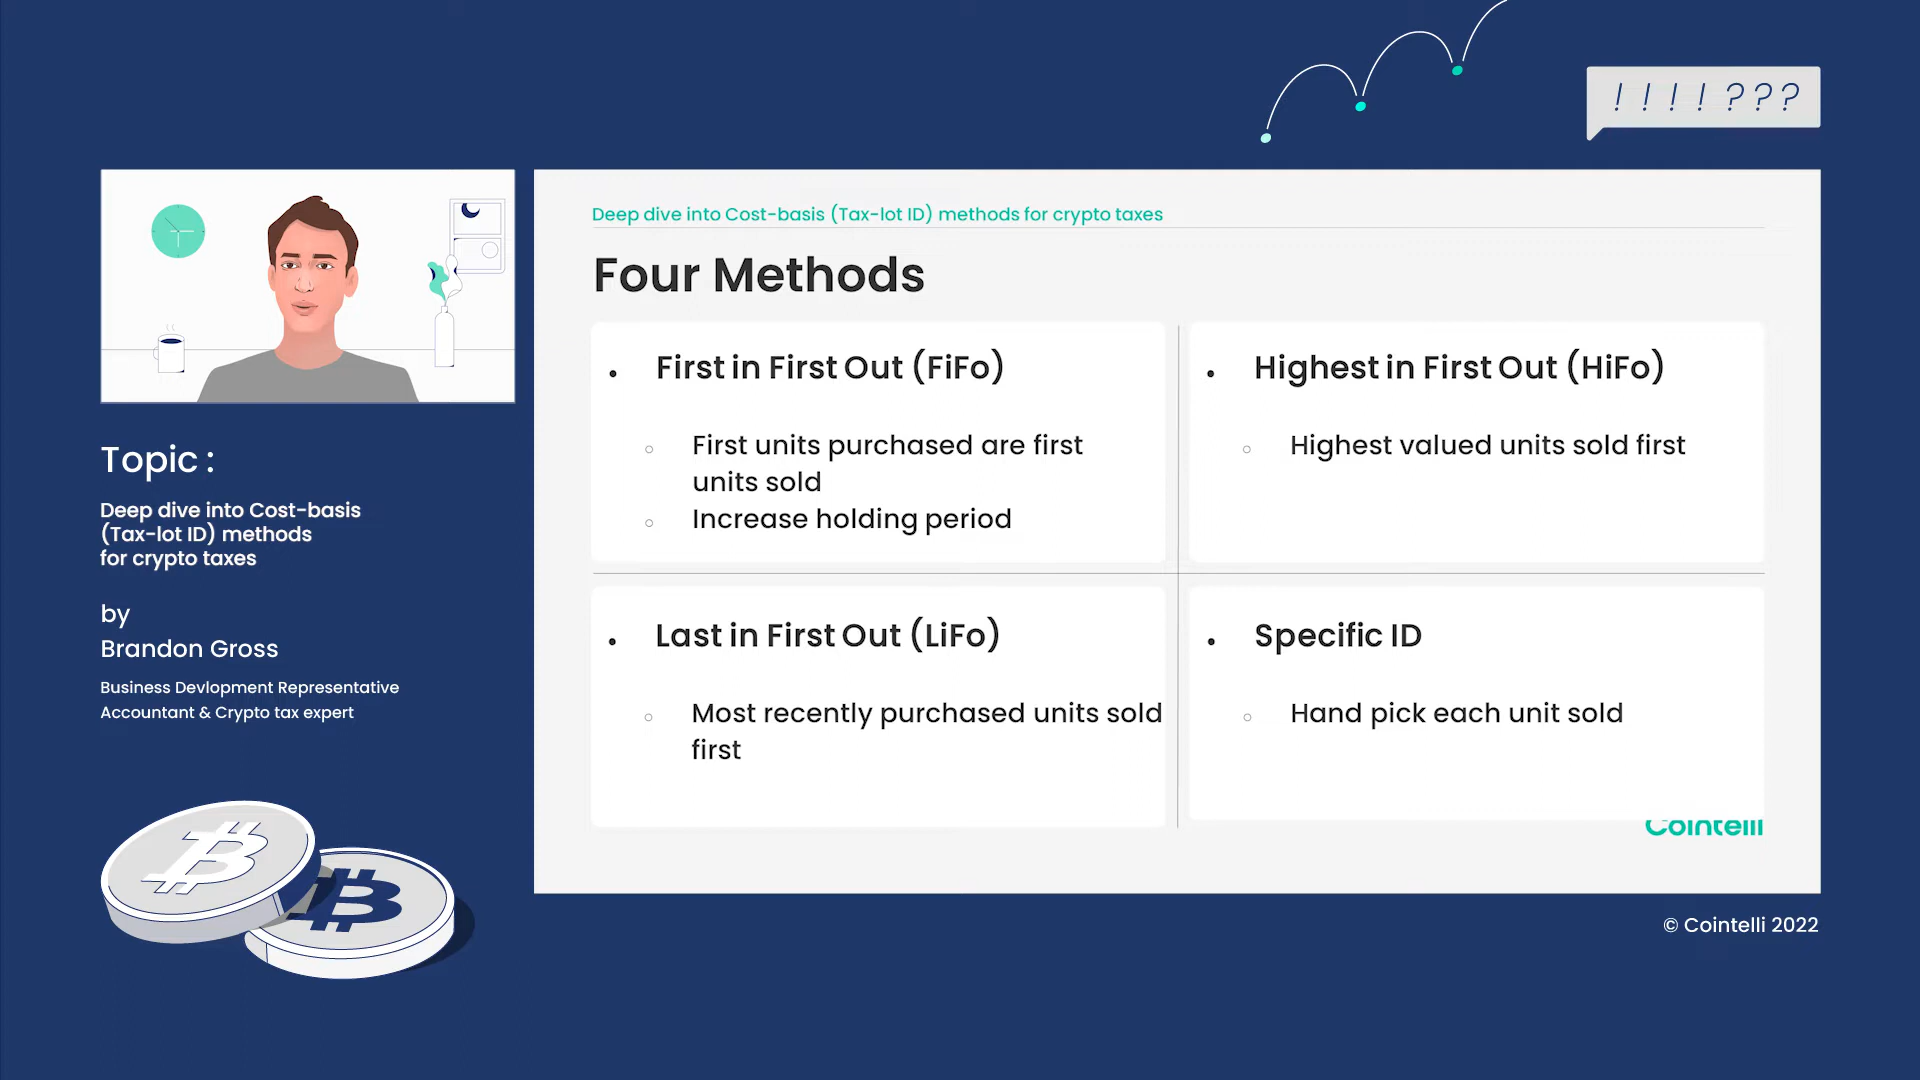 ! ! ! ! ? ? ?
Topic :
Deep dive into Cost-basis
(Tax-lot ID) methods
for crypto taxes
by
Brandon Gross
Business Devlopment Representative
Accountant & Crypto tax expert
Deep dive into Cost-basis (Tax-lot ID) methods for crypto taxes
Four Methods
• First in First Out (FiFo)
○ First units purchased are first
units sold
○ Increase holding period
• Highest in First Out (HiFo)
○ Highest valued units sold first
• Last in First Out (LiFo)
○ Most recently purchased units sold
first
• Specific ID
○ Hand pick each unit sold
Cointelli
© Cointelli 2022